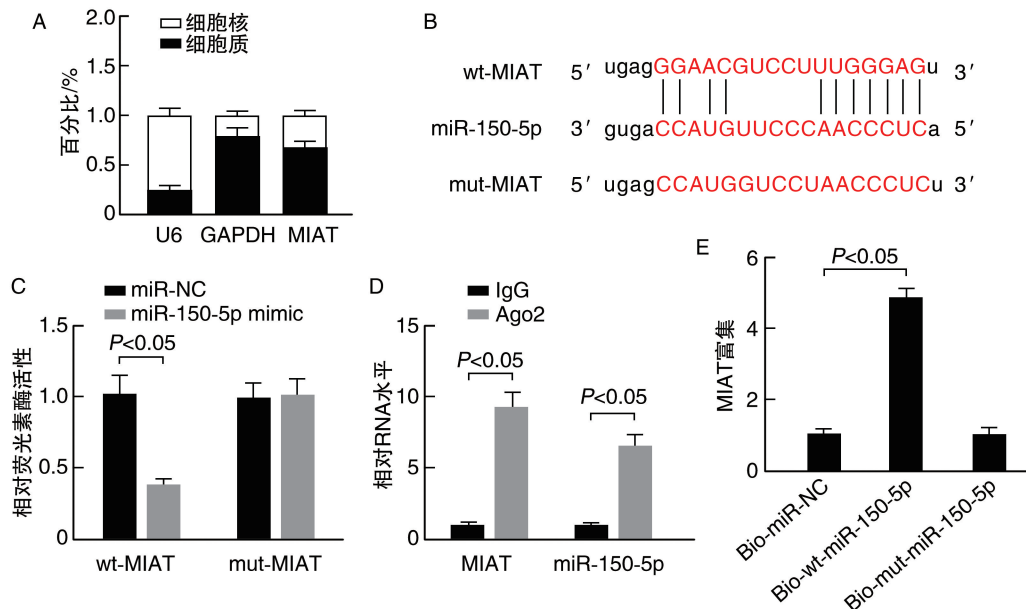 A
细胞核
细胞质
百分比/%
2.0
1.5
1.0
0.5
0
U6 GAPDH MIAT
B
wt-MIAT 5′ ugagGGAACGUCCUUUGGGAGu 3′
miR-150-5p 3′ gugaCCAUGUUCCCAACCCUCa 5′
mut-MIAT 5′ ugagCCAUGGUCCUAACCCUCu 3′
C
miR-NC
miR-150-5p mimic
相对荧光素酶活性
1.5
1.0
0.5
0
P<0.05
wt-MIAT mut-MIAT
D
IgG
Ago2
相对RNA水平
15
10
5
0
P<0.05
P<0.05
MIAT miR-150-5p
E
MIAT富集
6
4
2
0
P<0.05
Bio-miR-NC
Bio-wt-miR-150-5p
Bio-mut-miR-150-5p